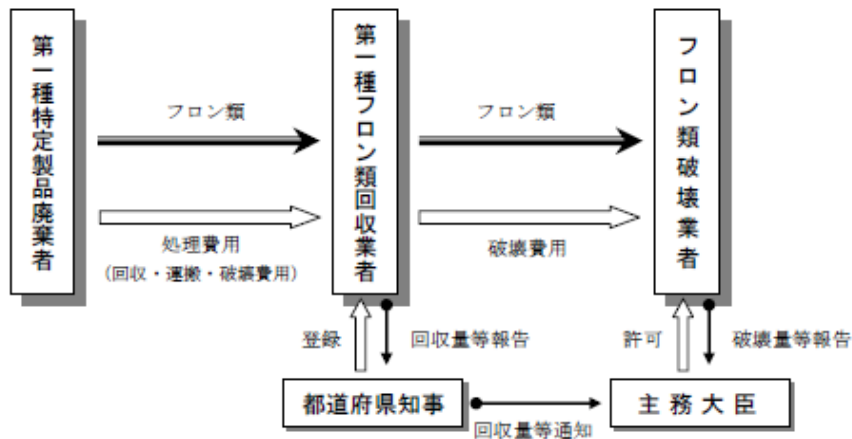 第一種特定製品廃棄者
フロン類
処理費用
(回収・運搬・破壊費用)
第一種フロン類回収業者
フロン類
破壊費用
フロン類破壊業者
登録
回収量等報告
許可
破壊量等報告
都道府県知事
回収量等通知
主務大臣